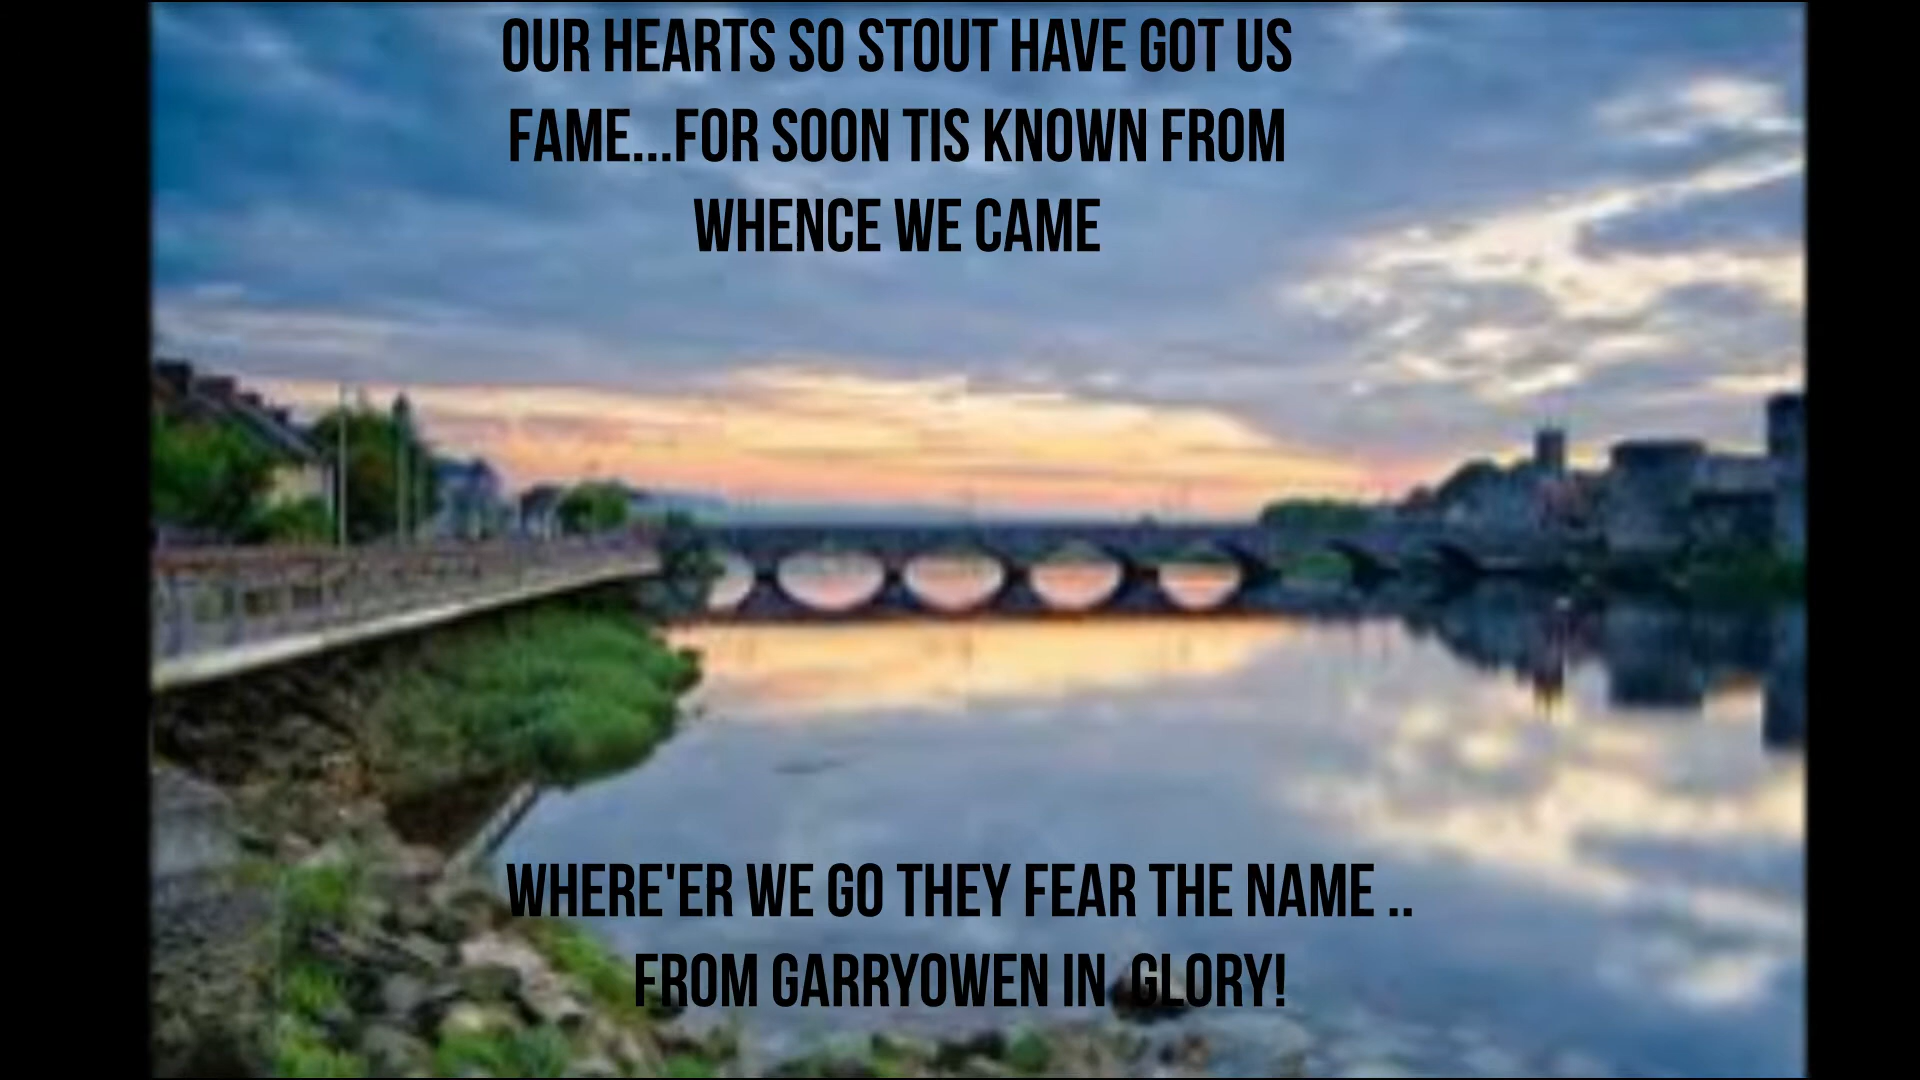 OUR HEARTS SO STOUT HAVE GOT US
FAME...FOR SOON TIS KNOWN FROM
WHENCE WE CAME
WHERE'ER WE GO THEY FEAR THE NAME ..
FROM GARRYOWEN IN GLORY!